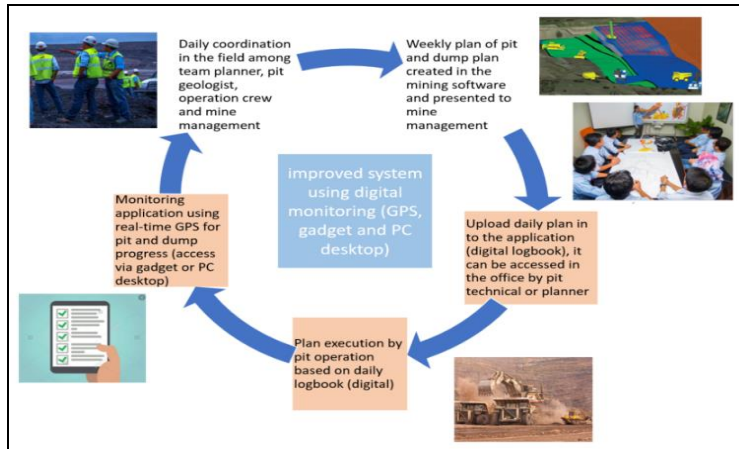 Daily coordination
in the field among
team planner, pit
geologist,
operation crew
and mine
management
Weekly plan of pit
and dump plan
created in the
mining software
and presented to
mine
management
improved system
using digital
monitoring (GPS,
gadget and PC
desktop)
Monitoring
application using
real-time GPS for
pit and dump
progress (access
via gadget or PC
desktop)
Upload daily plan in
to the application
(digital logbook), it
can be accessed in
the office by pit
technical or planner
Plan execution by
pit operation
based on daily
logbook (digital)